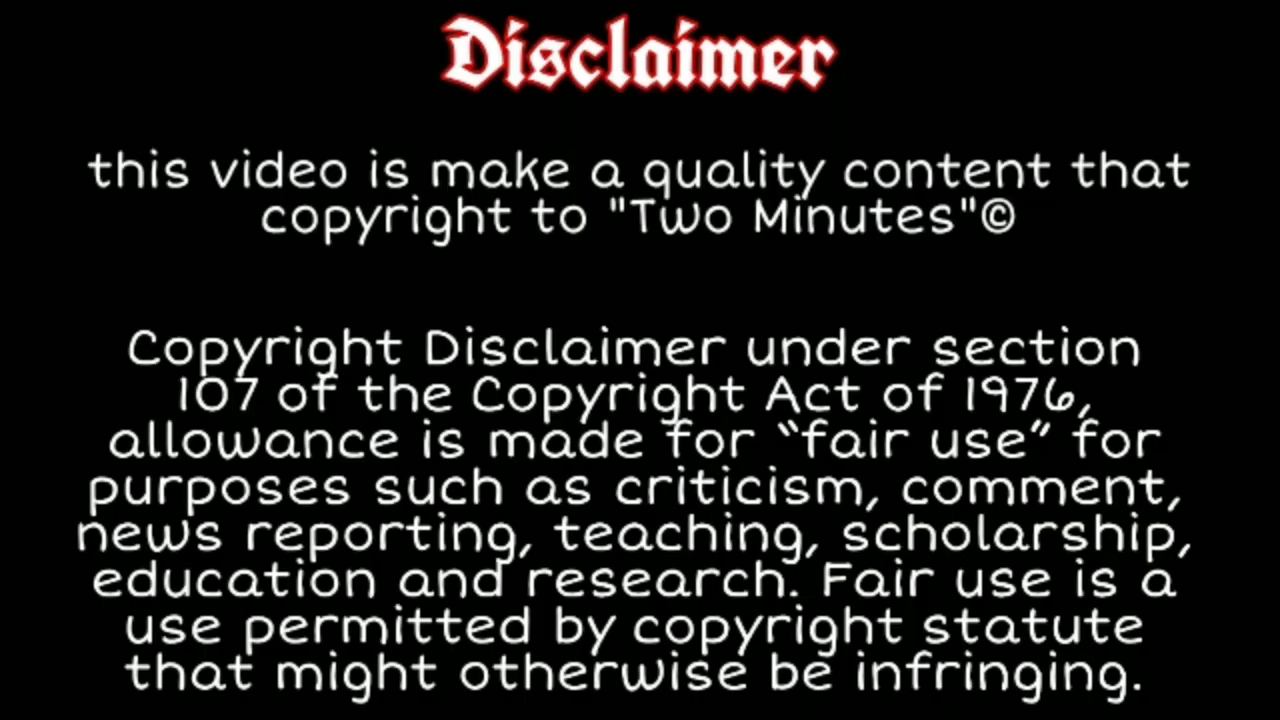 Disclaimer
this video is make a quality content that
copyright to "Two Minutes"©
Copyright Disclaimer under section
107 of the Copyright Act of 1976,
allowance is made for “fair use” for
purposes such as criticism, comment,
news reporting, teaching, scholarship,
education and research. Fair use is a
use permitted by copyright statute
that might otherwise be infringing.